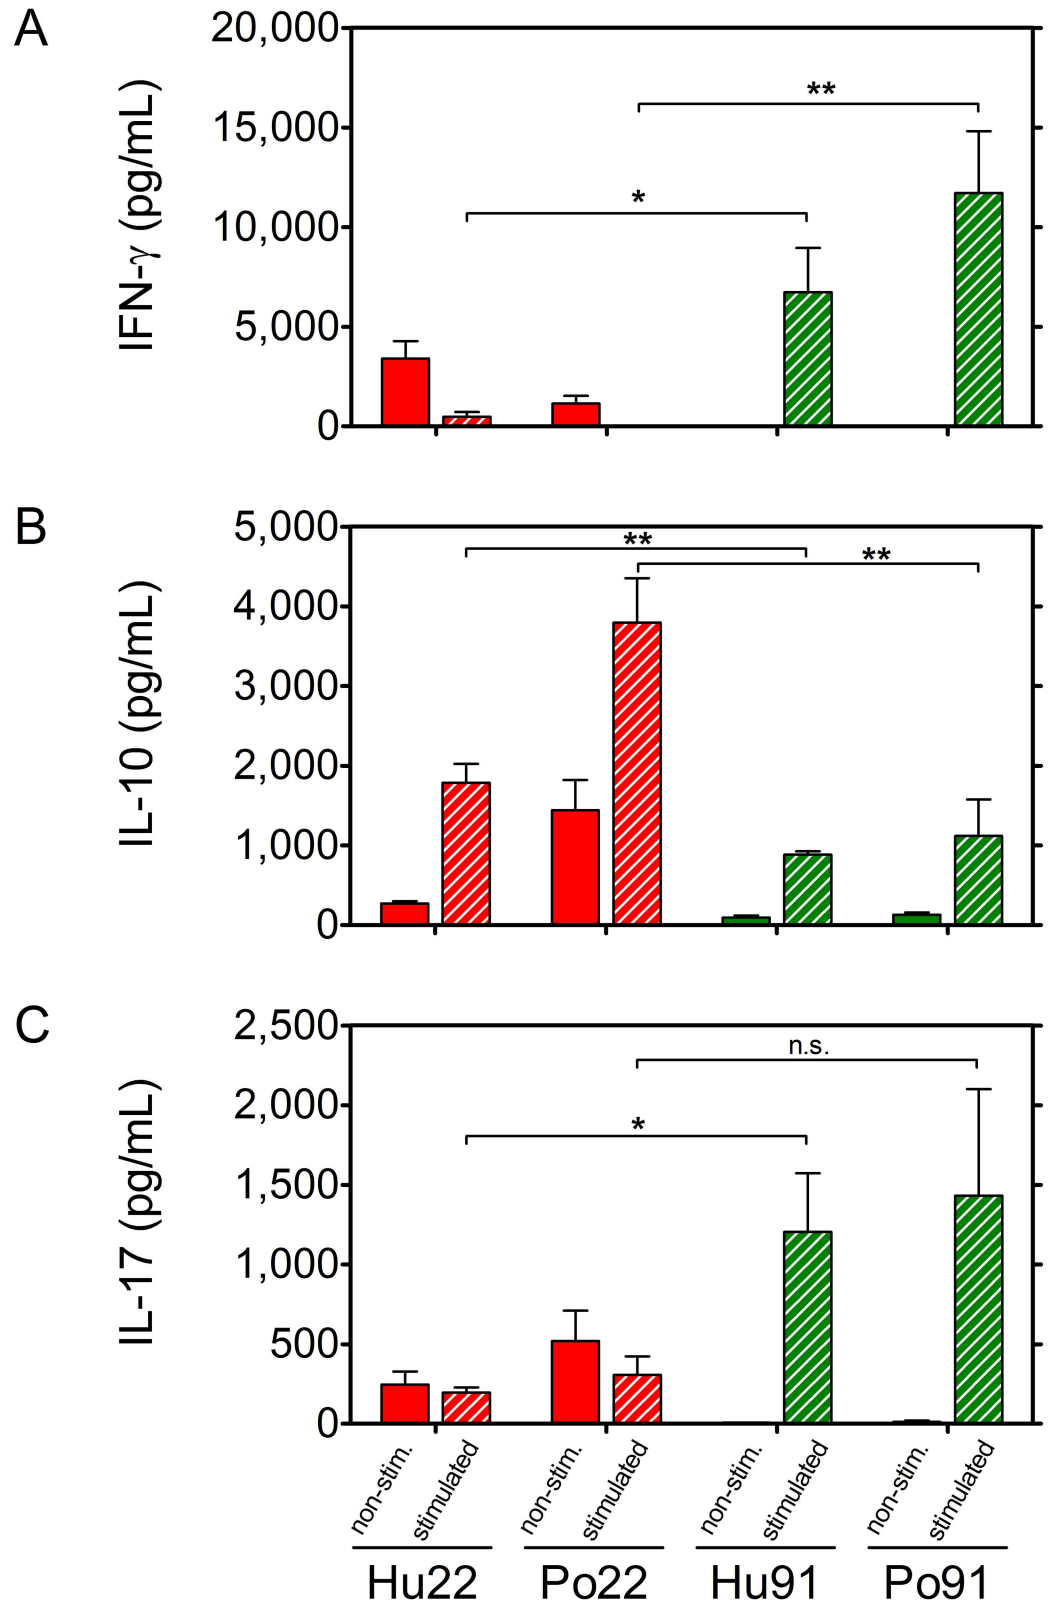 A
IFN-γ (pg/mL)
20,000
15,000
10,000
5,000
0
**
*
B
IL-10 (pg/mL)
5,000
4,000
3,000
2,000
1,000
0
**
**
C
IL-17 (pg/mL)
2,500
2,000
1,500
1,000
500
0
n.s.
*
non-stim. stimulated non-stim. stimulated non-stim. stimulated non-stim. stimulated
Hu22 Po22 Hu91 Po91